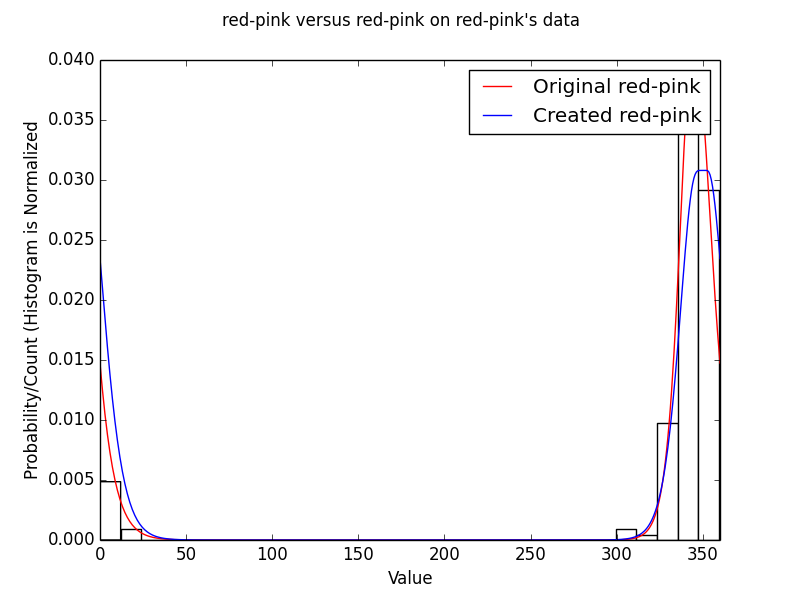 red-pink versus red-pink on red-pink's data
Original red-pink
Created red-pink
Probability/Count (Histogram is Normalized
0.040
0.035
0.030
0.025
0.020
0.015
0.010
0.005
0.000
0 50 100 150 200 250 300 350
Value